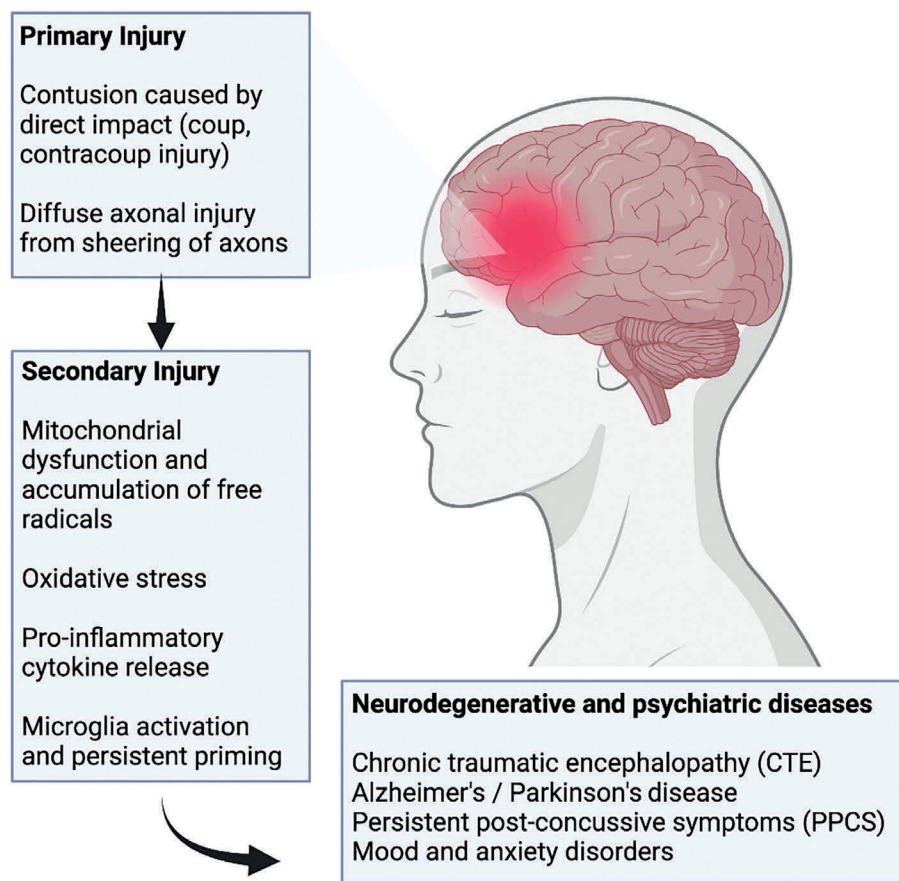 Primary Injury
Contusion caused by
direct impact (coup,
contracoup injury)
Diffuse axonal injury
from sheering of axons
Secondary Injury
Mitochondrial
dysfunction and
accumulation of free
radicals
Oxidative stress
Pro-inflammatory
cytokine release
Microglia activation
and persistent priming
Neurodegenerative and psychiatric diseases
Chronic traumatic encephalopathy (CTE)
Alzheimer's / Parkinson's disease
Persistent post-concussive symptoms (PPCS)
Mood and anxiety disorders